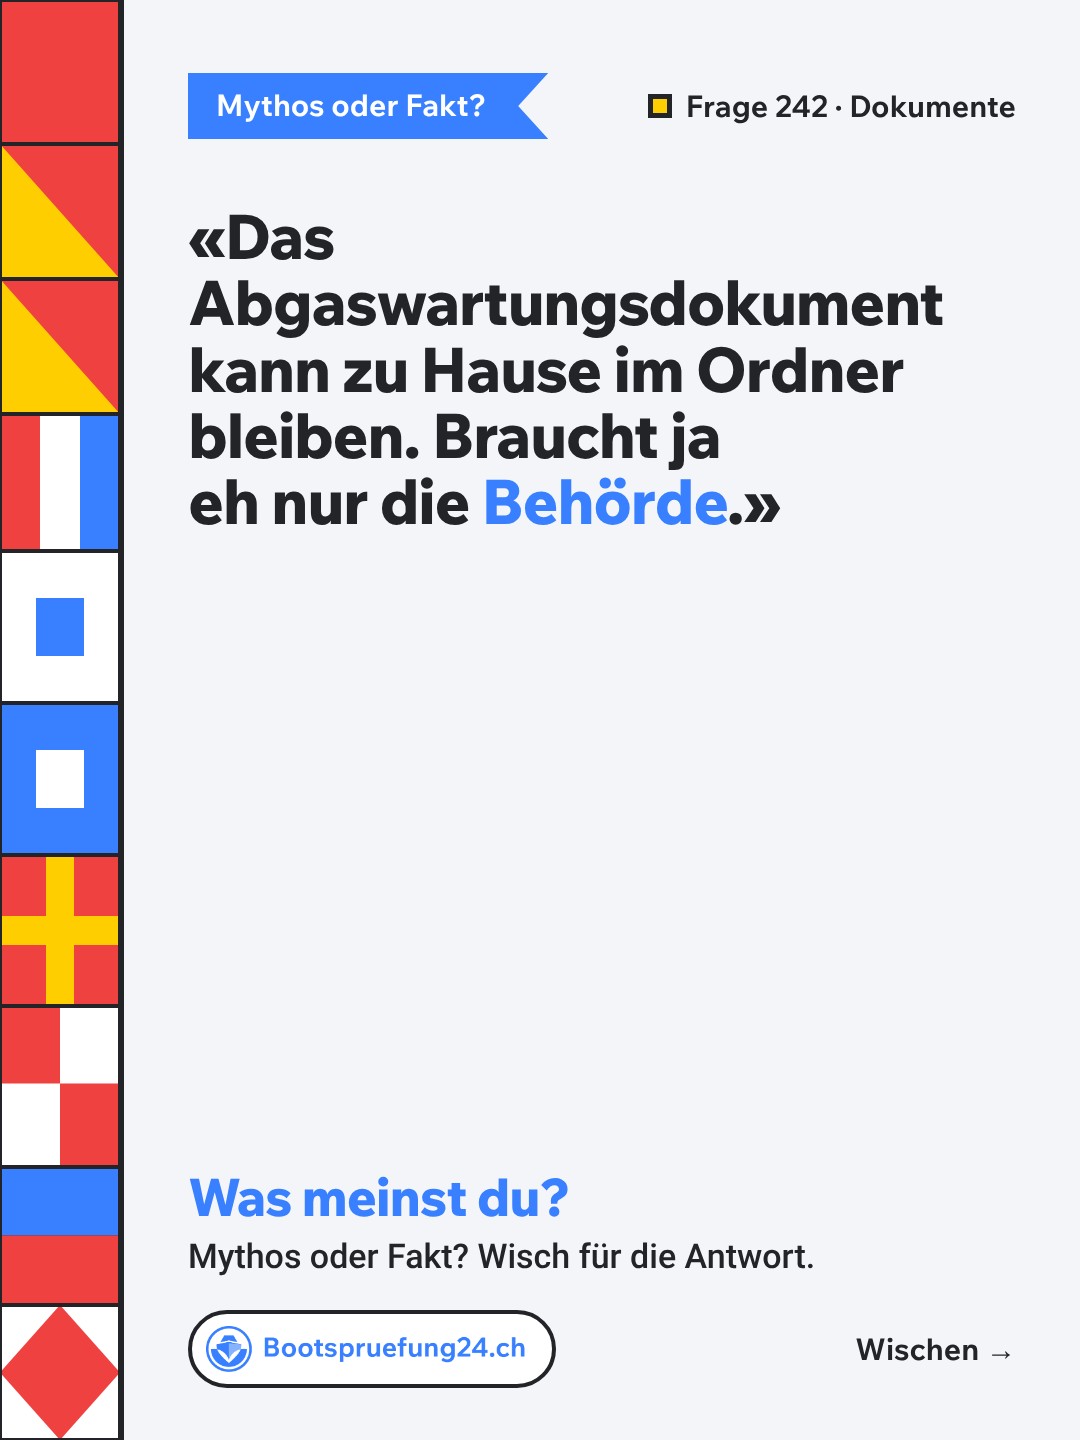 Mythos oder Fakt?
Frage 242 · Dokumente
«Das
Abgaswartungsdokument
kann zu Hause im Ordner
bleiben. Braucht ja
eh nur die Behörde.»
Was meinst du?
Mythos oder Fakt? Wisch für die Antwort.
Bootspruefung24.ch
Wischen →